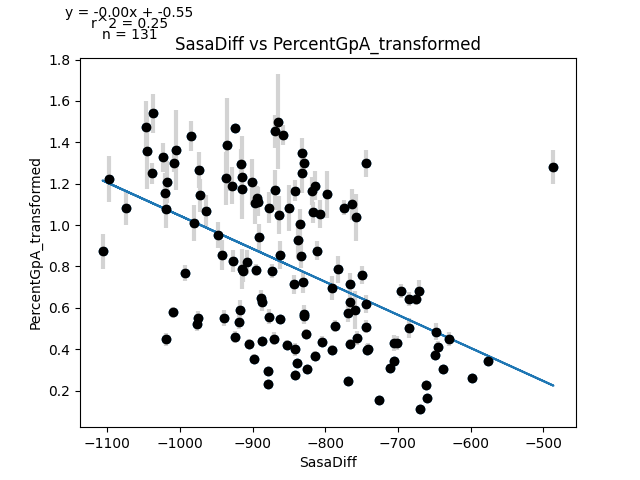 y = -0.00x + -0.55
r^2 = 0.25
n = 131
SasaDiff vs PercentGpA_transformed
1.8
1.6
1.4
1.2
1.0
0.8
0.6
0.4
0.2
PercentGpA_transformed
−1100 −1000 −900 −800 −700 −600 −500
SasaDiff